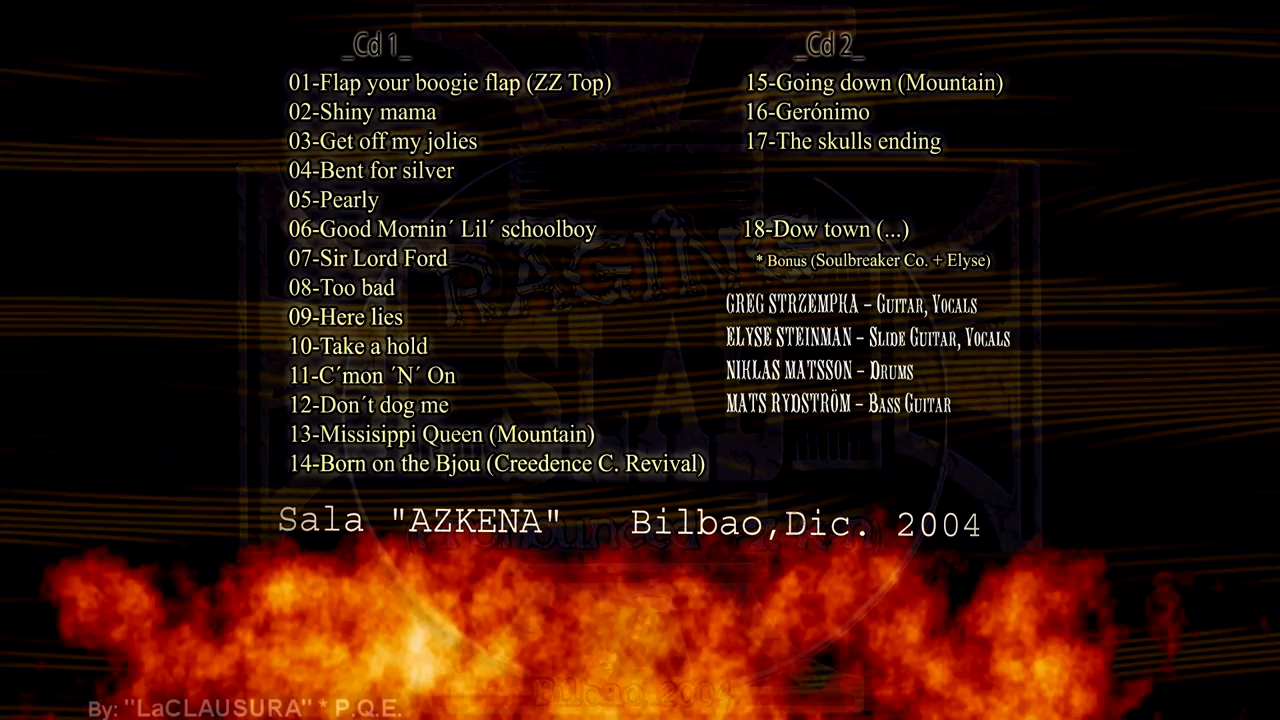 _Cd 1_
01-Flap your boogie flap (ZZ Top)
02-Shiny mama
03-Get off my jolies
04-Bent for silver
05-Pearly
06-Good Mornin´ Lil´ schoolboy
07-Sir Lord Ford
08-Too bad
09-Here lies
10-Take a hold
11-C´mon ´N´ On
12-Don´t dog me
13-Missisippi Queen (Mountain)
14-Born on the Bjou (Creedence C. Revival)
_Cd 2_
15-Going down (Mountain)
16-Gerónimo
17-The skulls ending
18-Dow town (...)
* Bonus (Soulbreaker Co. + Elyse)
GREG STRZEMPKA – GUITAR, VOCALS
ELYSE STEINMAN – SLIDE GUITAR, VOCALS
NIKLAS MATSSON – DRUMS
MATS RYDSTRÖM – BASS GUITAR
RAGING
SLAB
Sala "AZKENA" Bilbao,Dic. 2004
Bilbao, 2004
By: "LaCLAUSURA" * P.Q.E.